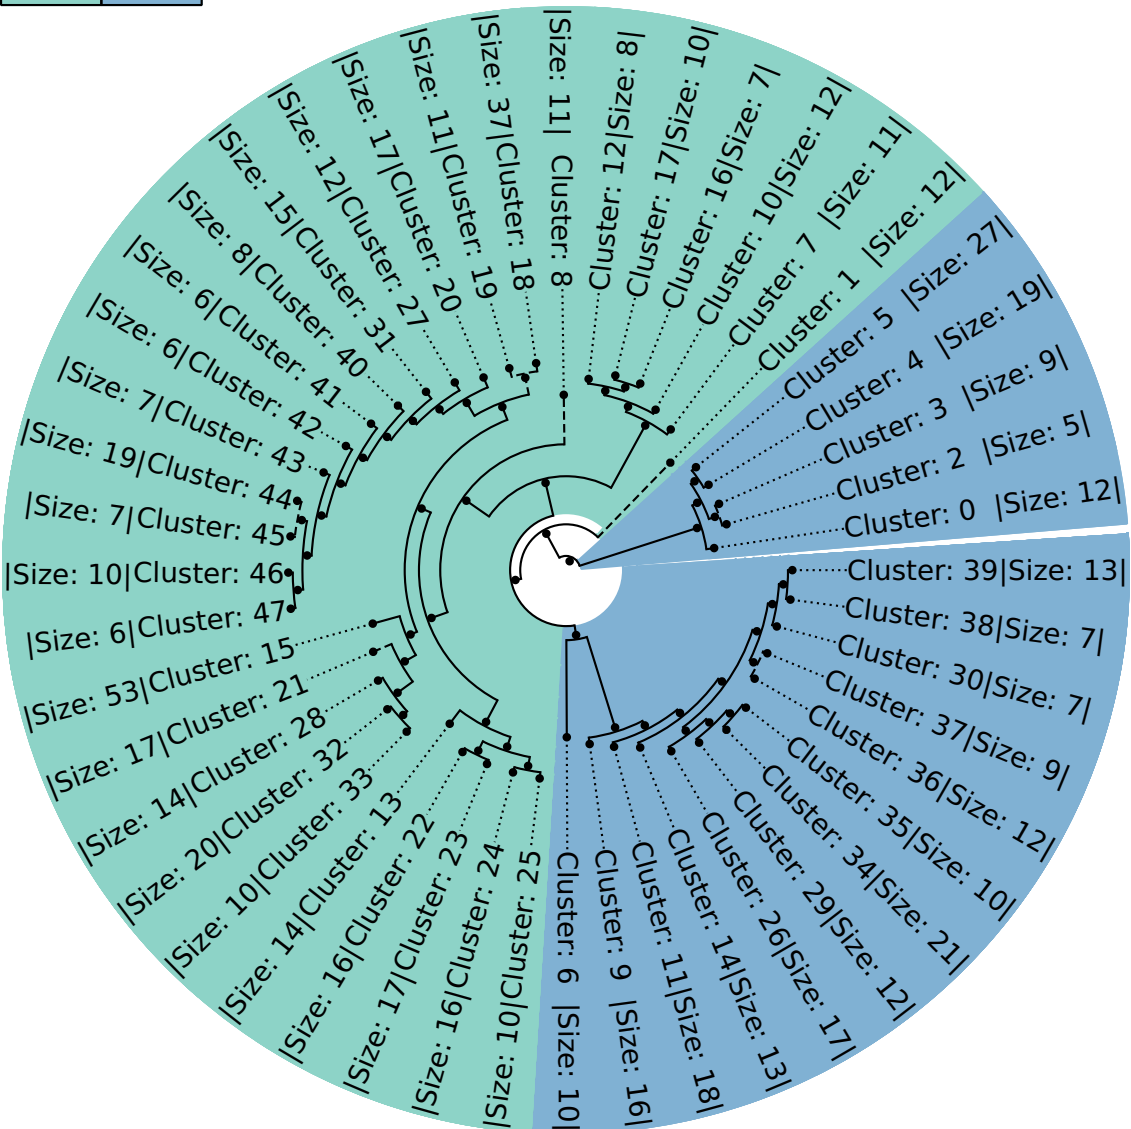 Cluster: 39|Size: 13|
Cluster: 38|Size: 7|
Cluster: 30|Size: 7|
Cluster: 37|Size: 9|
Cluster: 36|Size: 12|
Cluster: 35|Size: 10|
Cluster: 34|Size: 21|
Cluster: 29|Size: 12|
Cluster: 26|Size: 17|
Cluster: 14|Size: 13|
Cluster: 11|Size: 18|
Cluster: 9 |Size: 16|
Cluster: 6 |Size: 10|
|Size: 10|Cluster: 25
|Size: 16|Cluster: 24
|Size: 17|Cluster: 23
|Size: 16|Cluster: 22
|Size: 14|Cluster: 13
|Size: 10|Cluster: 33
|Size: 20|Cluster: 32
|Size: 14|Cluster: 28
|Size: 17|Cluster: 21
|Size: 53|Cluster: 15
|Size: 6|Cluster: 47
|Size: 10|Cluster: 46
|Size: 7|Cluster: 45
|Size: 19|Cluster: 44
|Size: 7|Cluster: 43
|Size: 6|Cluster: 42
|Size: 6|Cluster: 41
|Size: 8|Cluster: 40
|Size: 15|Cluster: 31
|Size: 12|Cluster: 27
|Size: 17|Cluster: 20
|Size: 11|Cluster: 19
|Size: 37|Cluster: 18
|Size: 11| Cluster: 8
Cluster: 12|Size: 8|
Cluster: 17|Size: 10|
Cluster: 16|Size: 7|
Cluster: 10|Size: 12|
Cluster: 7 |Size: 11|
Cluster: 1 |Size: 12|
Cluster: 5 |Size: 27|
Cluster: 4 |Size: 19|
Cluster: 3 |Size: 9|
Cluster: 2 |Size: 5|
Cluster: 0 |Size: 12|